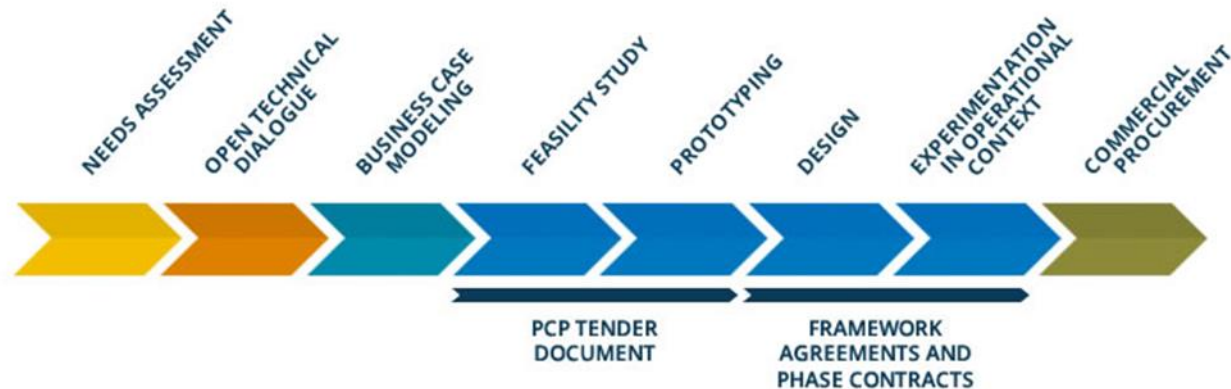 NEEDS ASSESSMENT
OPEN TECHNICAL
DIALOGUE
BUSINESS CASE
MODELING
FEASILITY STUDY
PROTOTYPING
DESIGN
EXPERIMENTATION
IN OPERATIONAL
CONTEXT
COMMERCIAL
PROCUREMENT
PCP TENDER
DOCUMENT
FRAMEWORK
AGREEMENTS AND
PHASE CONTRACTS